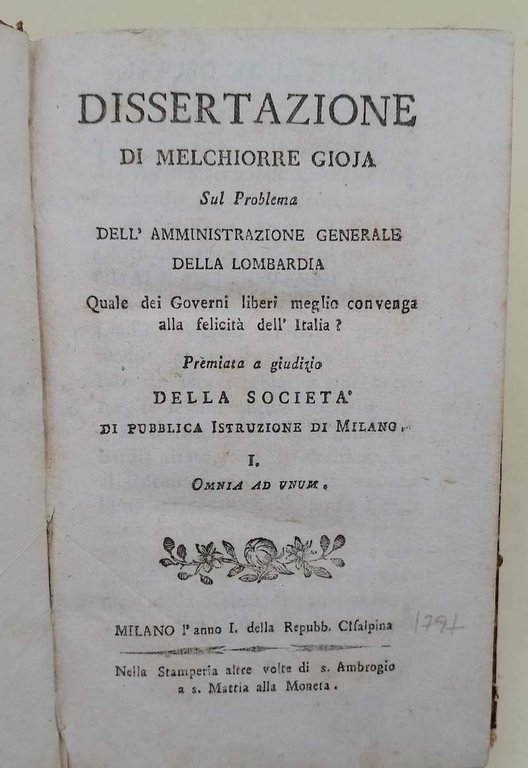 DISSERTAZIONE
DI MELCHIORRE GIOJA
Sul Problema
DELL' AMMINISTRAZIONE GENERALE
DELLA LOMBARDIA
Quale dei Governi liberi meglio convenga
alla felicità dell' Italia ?
Premiata a giudizio
DELLA SOCIETA'
DI PUBBLICA ISTRUZIONE DI MILANO.
I.
OMNIA AD VNUM.
MILANO l' anno I. della Repubb. Cisalpina
Nella Stamperia altre volte di s. Ambrogio
a s. Mattia alla Moneta.